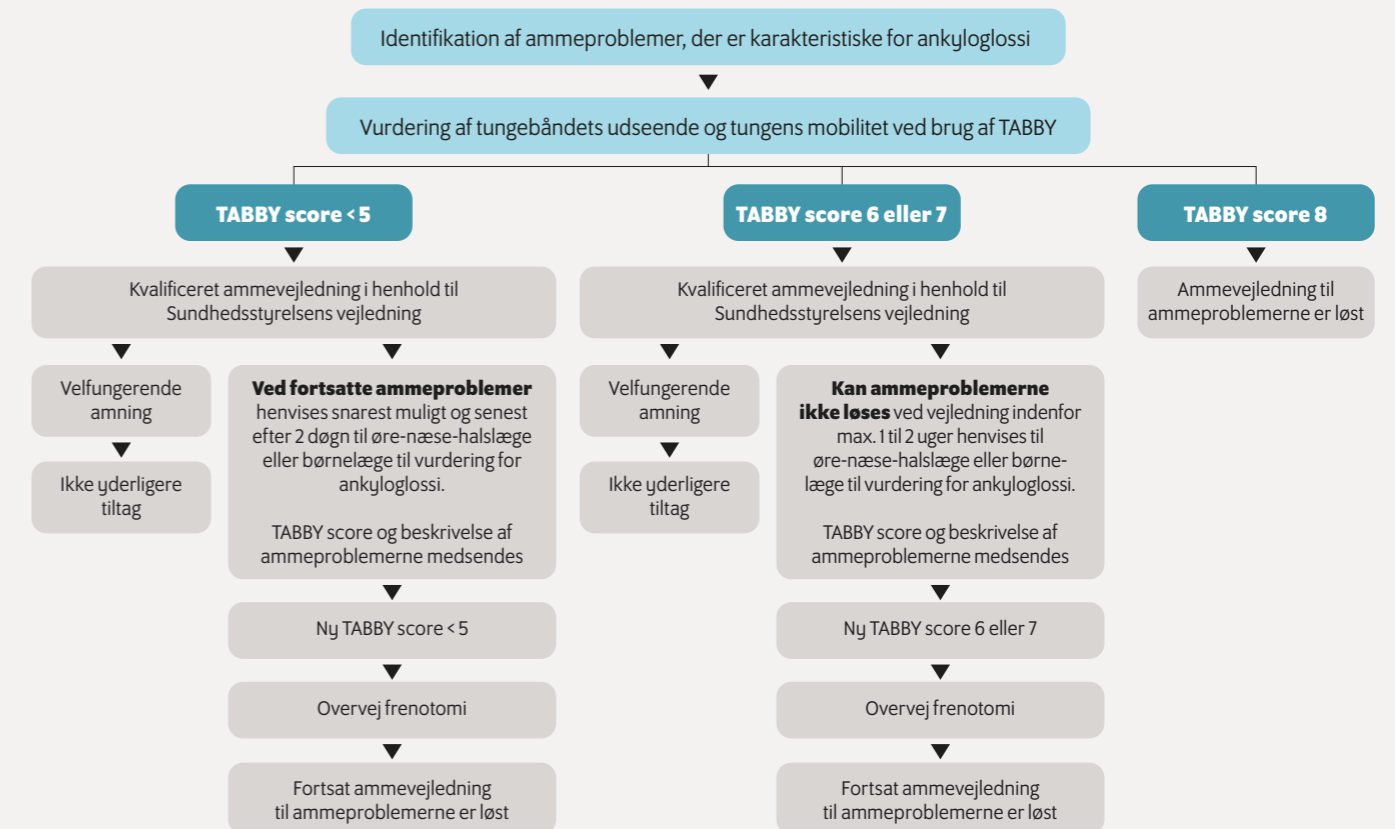 Identifikation af ammeproblemer, der er karakteristiske for ankyloglossi
Vurdering af tungebåndets udseende og tungens mobilitet ved brug af TABBY
TABBY score < 5
Kvalificeret ammevejledning i henhold til
Sundhedsstyrelsens vejledning
Velfungerende
amning
Ikke yderligere
tiltag
Ved fortsatte ammeproblemer
henvises snarest muligt og senest
efter 2 døgn til øre-næse-halslæge
eller børnelæge til vurdering for
ankyloglossi.
TABBY score og beskrivelse af
ammeproblemerne medsendes
Ny TABBY score < 5
Overvej frenotomi
Fortsat ammevejledning
til ammeproblemerne er løst
TABBY score 6 eller 7
Kvalificeret ammevejledning i henhold til
Sundhedsstyrelsens vejledning
Velfungerende
amning
Ikke yderligere
tiltag
Kan ammeproblemerne
ikke løses ved vejledning indenfor
max. 1 til 2 uger henvises til
øre-næse-halslæge eller børne-
læge til vurdering for ankyloglossi.
TABBY score og beskrivelse af
ammeproblemerne medsendes
Ny TABBY score 6 eller 7
Overvej frenotomi
Fortsat ammevejledning
til ammeproblemerne er løst
TABBY score 8
Ammevejledning til
ammeproblemerne er løst